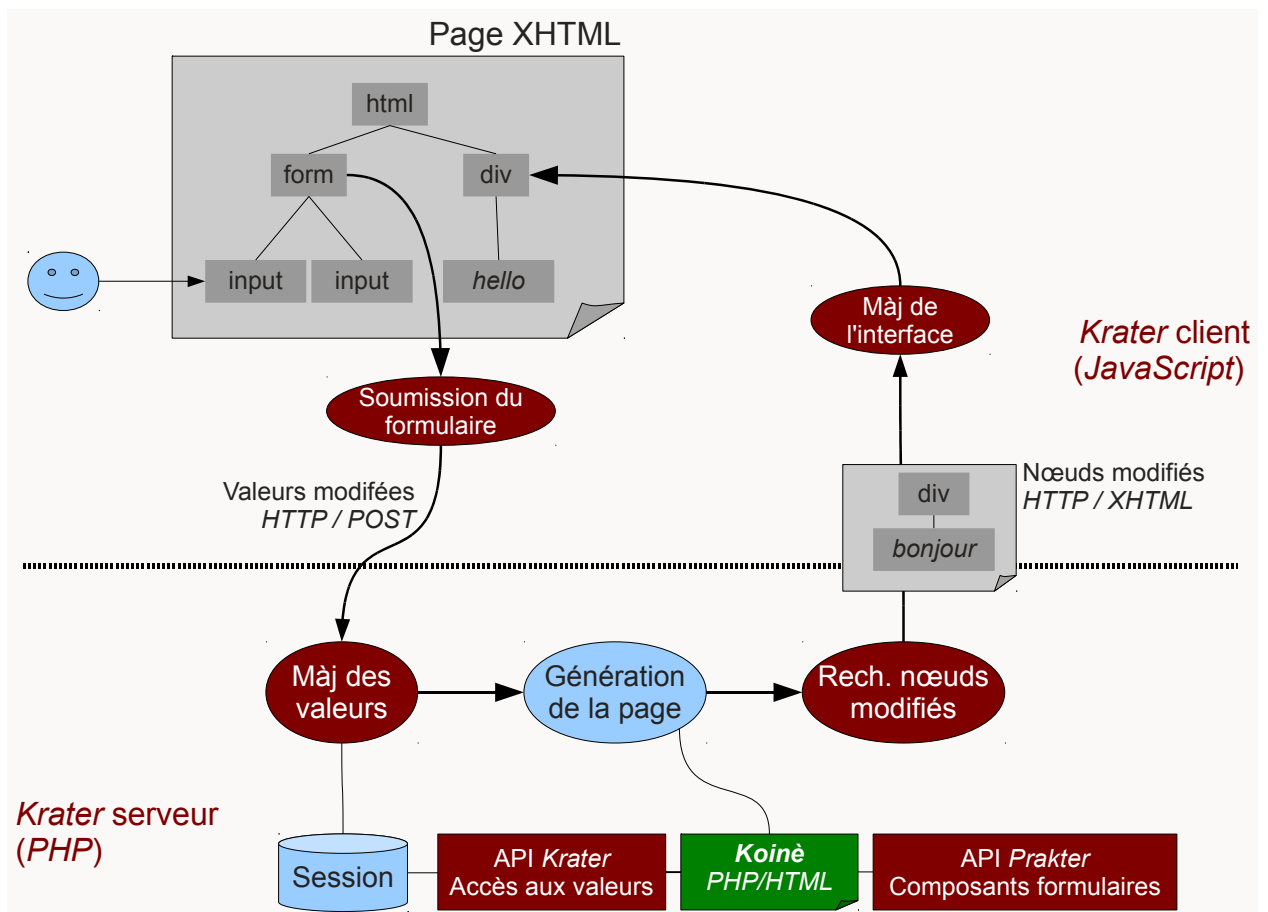 Page XHTML
html
form
div
input
input
hello
Màj de
l'interface
Krater client
(JavaScript)
Soumission du
formulaire
Valeurs modifées
HTTP / POST
Nœuds modifiés
HTTP / XHTML
div
bonjour
Màj des
valeurs
Génération
de la page
Rech. nœuds
modifiés
Krater serveur
(PHP)
Session
API Krater
Accès aux valeurs
Koinè
PHP/HTML
API Prakter
Composants formulaires